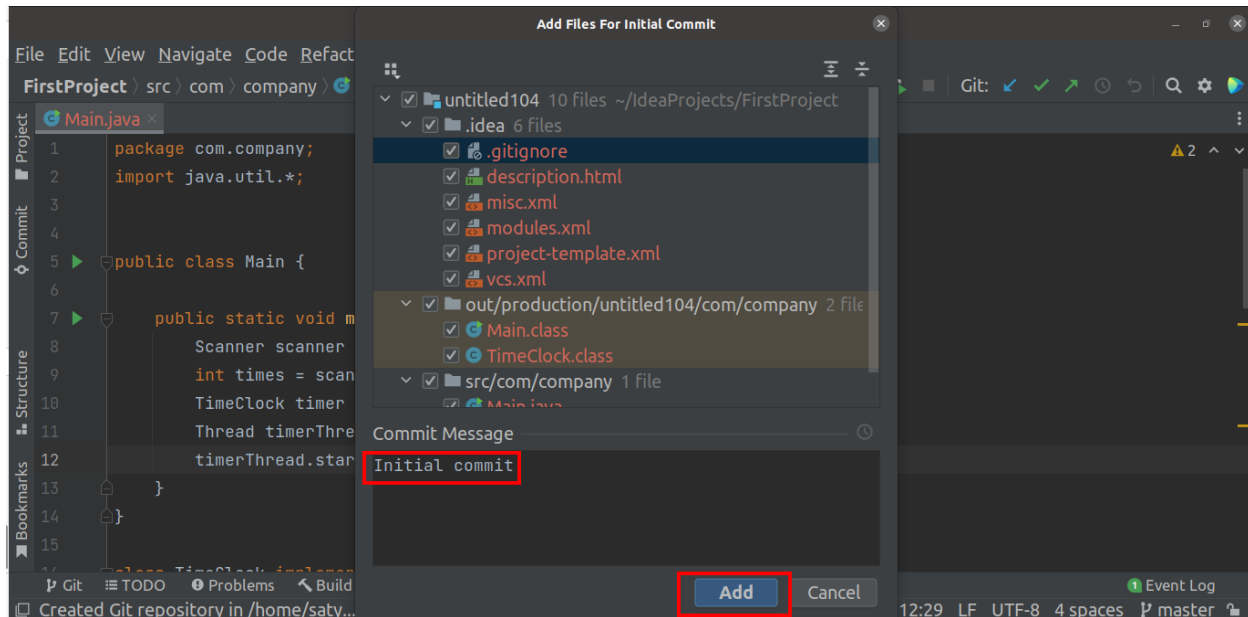 Add Files For Initial Commit
File Edit View Navigate Code Refact
FirstProject src com company
Git:
Main.java
untitled104 10 files ~/IdeaProjects/FirstProject
.idea 6 files
.gitignore
description.html
misc.xml
modules.xml
project-template.xml
vcs.xml
out/production/untitled104/com/company 2 file
Main.class
TimeClock.class
src/com/company 1 file
Main.java
Commit Message
Initial commit
Add Cancel
Project
Commit
Structure
Bookmarks
1 package com.company;
2 import java.util.*;
3
4
5 public class Main {
6
7 public static void m
8 Scanner scanner
9 int times = scan
10 TimeClock timer
11 Thread timerThre
12 timerThread.star
13 }
14 }
15
16 class TimeClock implemen
2
Git TODO Problems Build
1 Event Log
Created Git repository in /home/saty...
12:29 LF UTF-8 4 spaces master